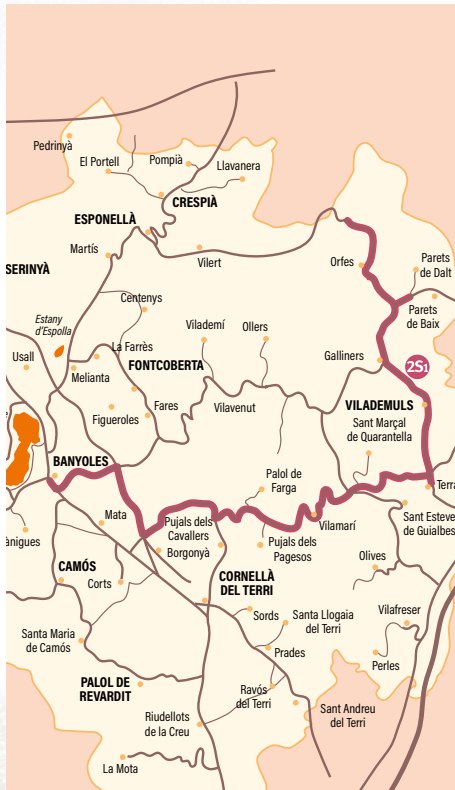 Pedrinyà
El Portell
Pompià
Llavanera
CRESPIÀ
ESPONELLÀ
Martís
Vilert
Orfes
Parets
de Dalt
SERINYÀ
Centenys
Parets
de Baix
Estany
d'Espolla
Vilademí
Ollers
La Farrès
Usall
FONTCOBERTA
Galliners
2S1
Melianta
Fares
Vilavenut
VILADEMULS
Figueroles
Sant Marçal
de Quarantella
BANYOLES
Palol de
Farga
Terra
Mata
Pujals dels
Cavallers
Vilamarí
Sant Esteve
de Guialbes
ànigues
Borgonyà
Pujals dels
Pagesos
Olives
CAMÓS
Corts
CORNELLÀ
DEL TERRI
Sords
Santa Llogaia
del Terri
Vilafreser
Santa Maria
de Camós
Prades
Perles
PALOL DE
REVARDIT
Ravós
del Terri
Sant Andreu
del Terri
Riudellots
de la Creu
La Mota